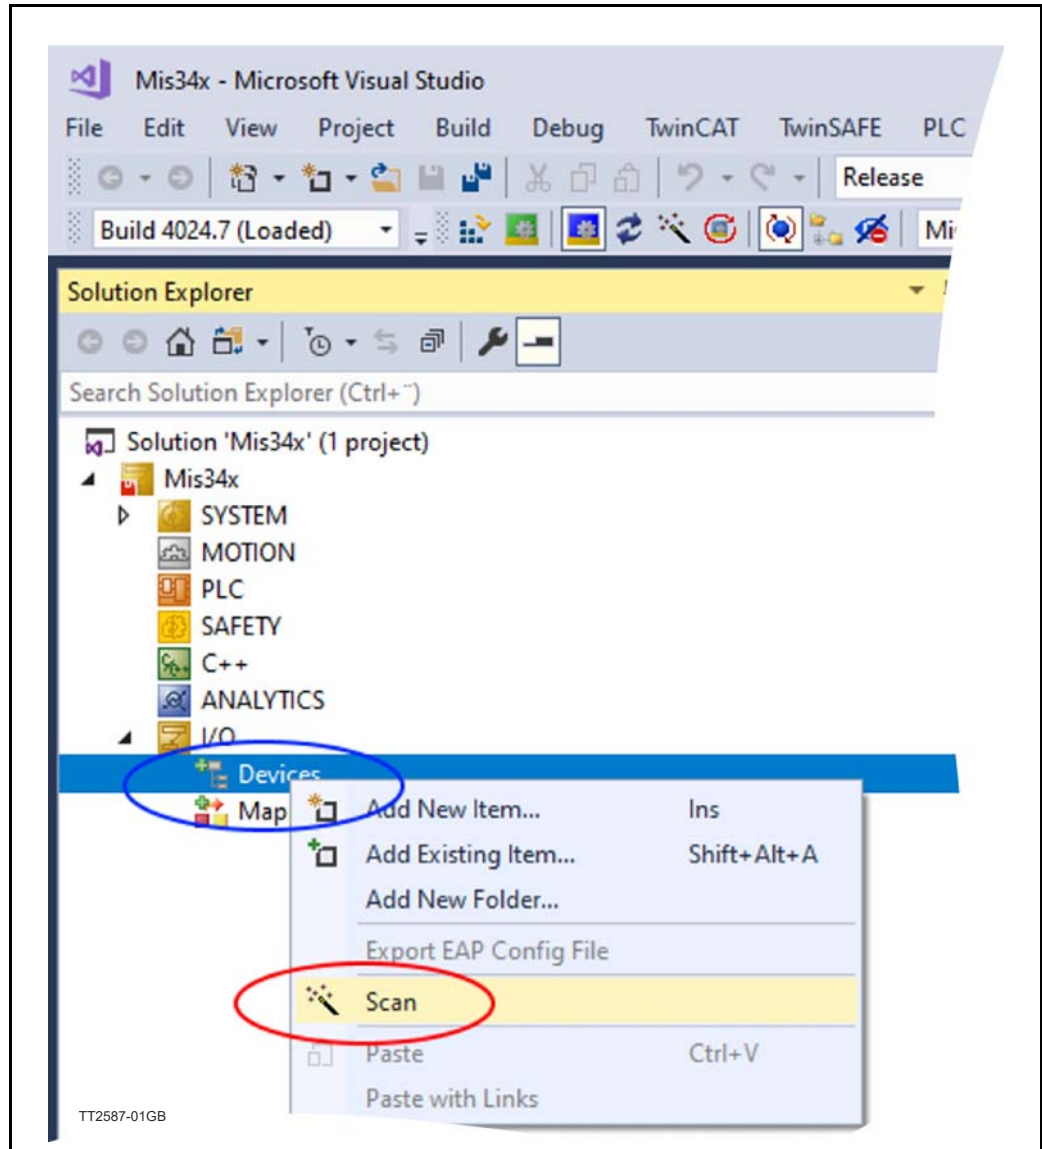 Mis34x - Microsoft Visual Studio
File Edit View Project Build Debug TwinCAT TwinSAFE PLC
Release
Build 4024.7 (Loaded)
Solution Explorer
Search Solution Explorer (Ctrl+¨)
Solution 'Mis34x' (1 project)
Mis34x
SYSTEM
MOTION
PLC
SAFETY
C++
ANALYTICS
I/O
Devices
Map
Add New Item... Ins
Add Existing Item... Shift+Alt+A
Add New Folder...
Export EAP Config File
Scan
Paste Ctrl+V
Paste with Links
TT2587-01GB